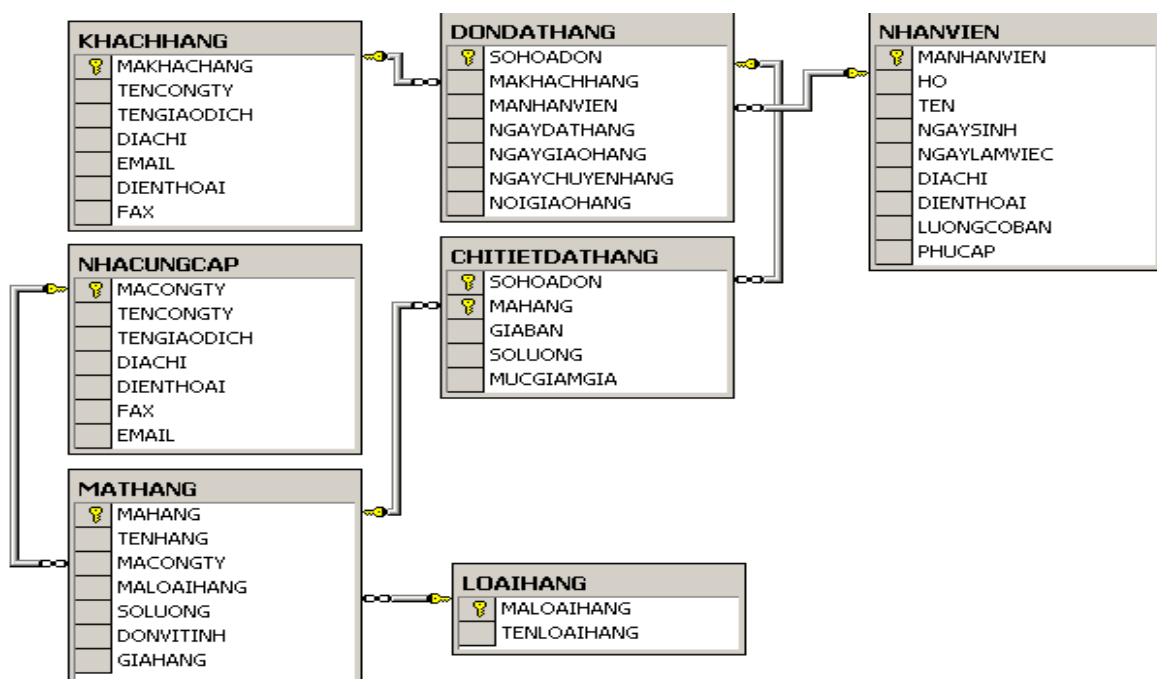 KHACHHANG
MAKHACHANG
TENCONGTY
TENGIAODICH
DIACHI
EMAIL
DIENTHOAI
FAX
DONDATHANG
SOHOADON
MAKHACHHANG
MANHANVIEN
NGAYDATHANG
NGAYGIAOHANG
NGAYCHUYENHANG
NOIGIAOHANG
NHANVIEN
MANHANVIEN
HO
TEN
NGAYSINH
NGAYLAMVIEC
DIACHI
DIENTHOAI
LUONGCOBAN
PHUCAP
NHACUNGCAP
MACONGTY
TENCONGTY
TENGIAODICH
DIACHI
DIENTHOAI
FAX
EMAIL
CHITIETDATHANG
SOHOADON
MAHANG
GIABAN
SOLUONG
MUCGIAMGIA
MATHANG
MAHANG
TENHANG
MACONGTY
MALOAIHANG
SOLUONG
DONVITINH
GIAHANG
LOAIHANG
MALOAIHANG
TENLOAIHANG